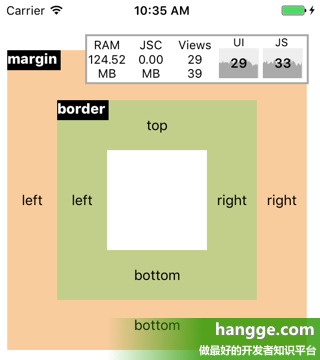 Carrier 10:35 AM
RAM JSC Views UI JS
124.52 0.00 29 29 33
MB MB 39
margin
border
top
left left right right
bottom
bottom
hangge.com
做最好的开发者知识平台